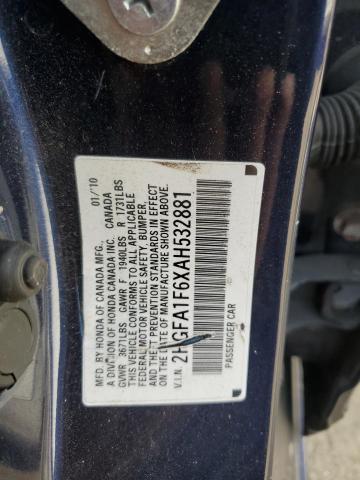 MFD. BY HONDA OF CANADA MFG., CANADA
A DIVISION OF HONDA CANADA INC. 01/10
GVWR 3671LBS GAWR F 1940LBS R 1731LBS
THIS VEHICLE CONFORMS TO ALL APPLICABLE
FEDERAL MOTOR VEHICLE SAFETY, BUMPER,
AND THEFT PREVENTION STANDARDS IN EFFECT
ON THE DATE OF MANUFACTURE SHOWN ABOVE.
V.I.N. 2HGFA1F6XAH532881
PASSENGER CAR